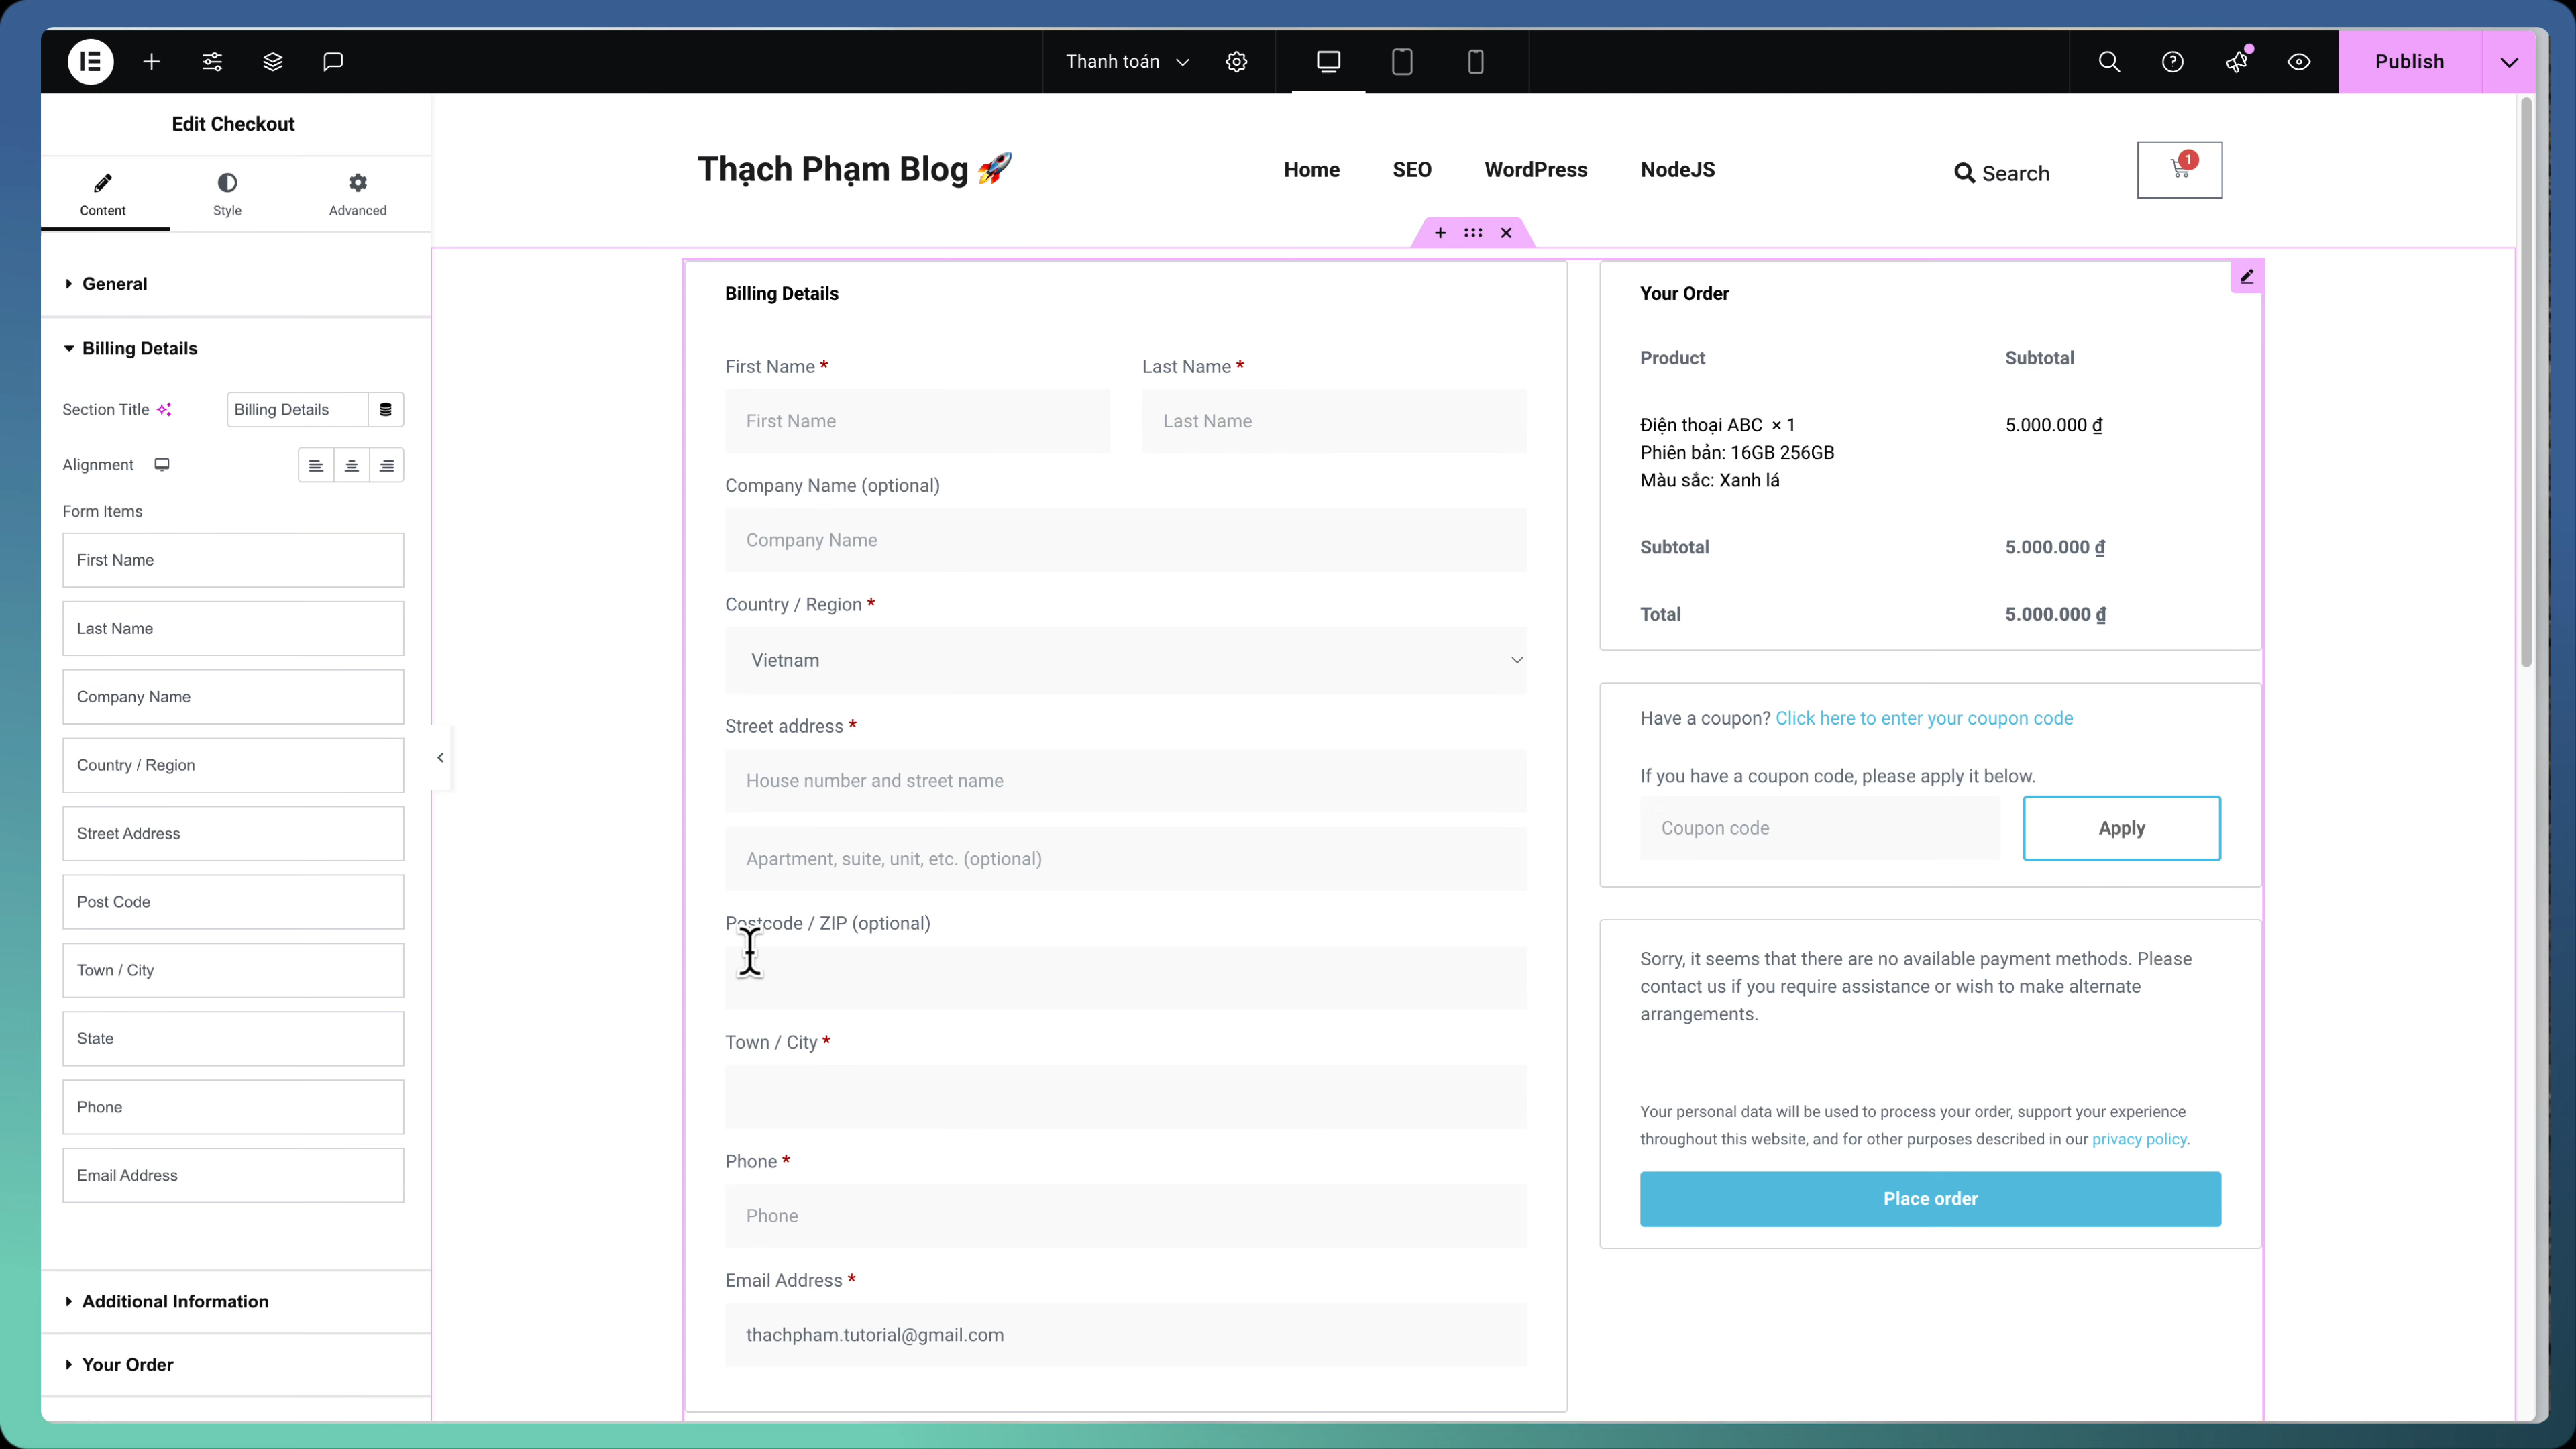 Thanh toán
Publish
Edit Checkout
Content
Style
Advanced
General
Billing Details
Section Title
Billing Details
Alignment
Form Items
First Name
Last Name
Company Name
Country / Region
Street Address
Post Code
Town / City
State
Phone
Email Address
Additional Information
Your Order
Thạch Phạm Blog 🚀
Home
SEO
WordPress
NodeJS
Search
1
Billing Details
First Name *
Last Name *
First Name
Last Name
Company Name (optional)
Company Name
Country / Region *
Vietnam
Street address *
House number and street name
Apartment, suite, unit, etc. (optional)
Postcode / ZIP (optional)
Town / City *
Phone *
Phone
Email Address *
thachpham.tutorial@gmail.com
Your Order
Product
Subtotal
Điện thoại ABC × 1
5.000.000 ₫
Phiên bản: 16GB 256GB
Màu sắc: Xanh lá
Subtotal
5.000.000 ₫
Total
5.000.000 ₫
Have a coupon? Click here to enter your coupon code
If you have a coupon code, please apply it below.
Coupon code
Apply
Sorry, it seems that there are no available payment methods. Please
contact us if you require assistance or wish to make alternate
arrangements.
Your personal data will be used to process your order, support your experience
throughout this website, and for other purposes described in our privacy policy.
Place order